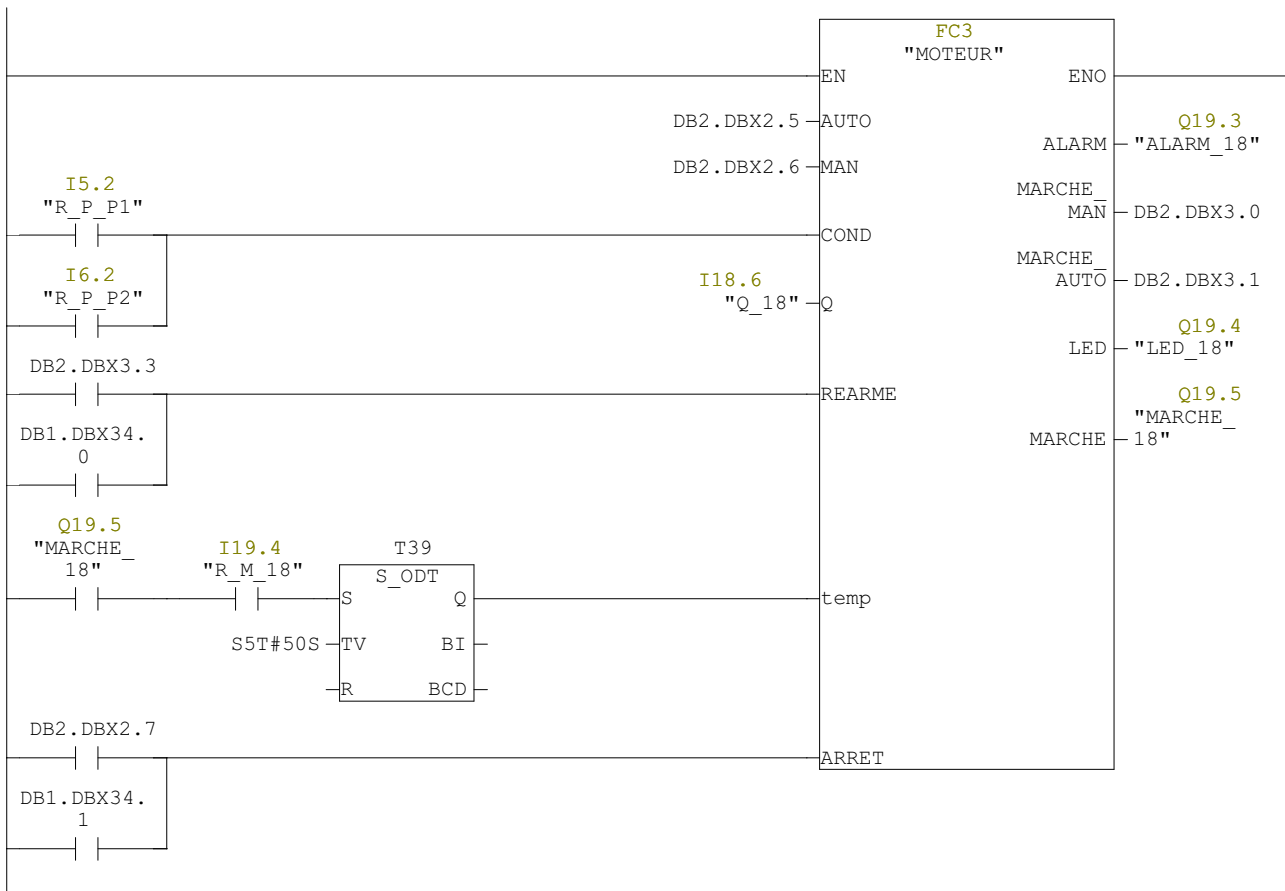 FC3
"MOTEUR"
EN
ENO
DB2.DBX2.5
AUTO
Q19.3
ALARM
"ALARM_18"
DB2.DBX2.6
MAN
I5.2
"R_P_P1"
MARCHE_
MAN
DB2.DBX3.0
COND
I6.2
"R_P_P2"
MARCHE_
AUTO
DB2.DBX3.1
I18.6
"Q_18"
Q
Q19.4
LED
"LED_18"
DB2.DBX3.3
REARME
Q19.5
"MARCHE_
18"
MARCHE
DB1.DBX34.
0
Q19.5
"MARCHE_
18"
I19.4
"R_M_18"
T39
S_ODT
S
Q
temp
S5T#50S
TV
BI
R
BCD
DB2.DBX2.7
ARRET
DB1.DBX34.
1